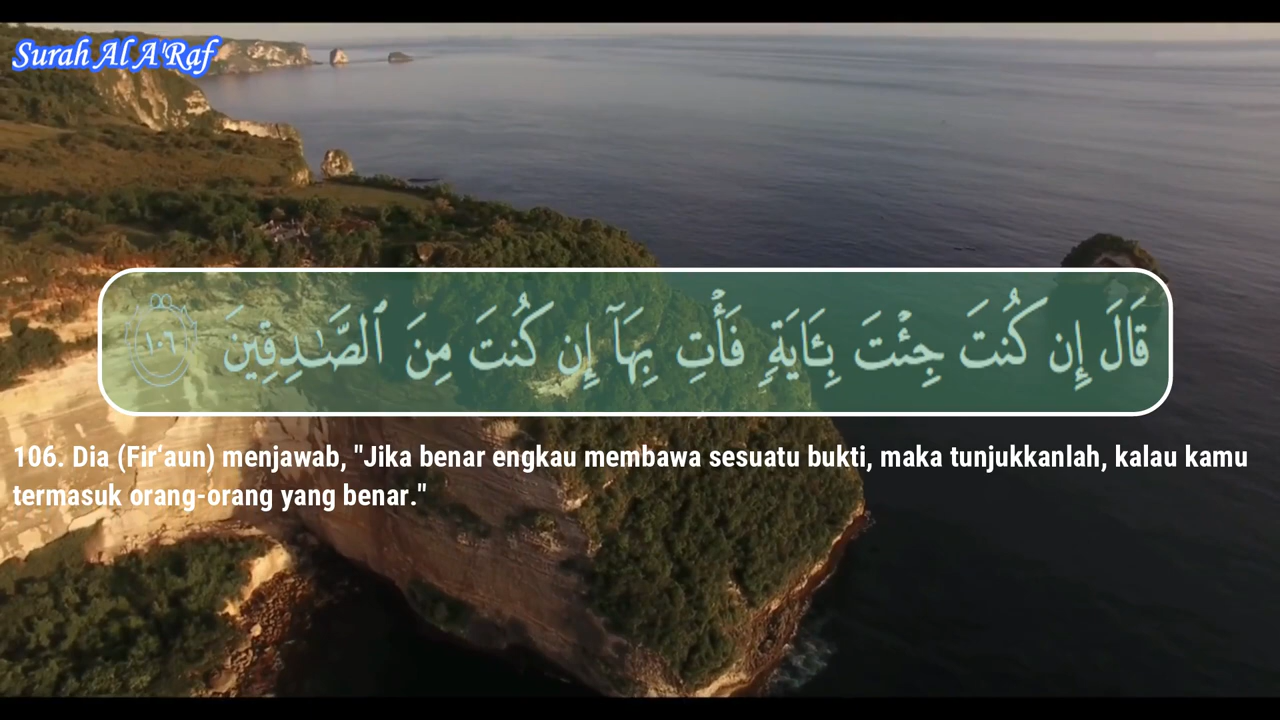 Surah Al A'Raf
قَالَ إِن كُنتَ جِئْتَ بِـَٔايَةٍ فَأْتِ بِهَآ إِن كُنتَ مِنَ ٱلصَّـٰدِقِينَ ١٠٦
106. Dia (Fir'aun) menjawab, "Jika benar engkau membawa sesuatu bukti, maka tunjukkanlah, kalau kamu
termasuk orang-orang yang benar."